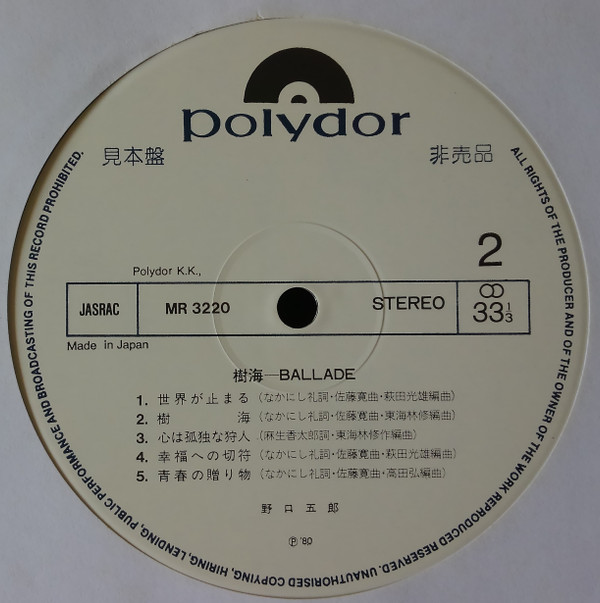 polydor
見本盤
非売品
2
Polydor K.K.,
JASRAC
MR 3220
STEREO
33 1/3
Made in Japan
樹海—BALLADE
1. 世界が止まる (なかにし礼詞・佐藤寛曲・萩田光雄編曲)
2. 樹 海 (なかにし礼詞・佐藤寛曲・東海林修編曲)
3. 心は孤独な狩人 (麻生香太郎詞・東海林修作編曲)
4. 幸福への切符 (なかにし礼詞・佐藤寛曲・萩田光雄編曲)
5. 青春の贈り物 (なかにし礼詞・佐藤寛曲・高田弘編曲)
野口五郎
℗ '80
ALL RIGHTS OF THE PRODUCER AND OF THE OWNER OF THE WORK REPRODUCED RESERVED. UNAUTHORISED COPYING, HIRING, LENDING, PUBLIC PERFORMANCE AND BROADCASTING OF THIS RECORD PROHIBITED.